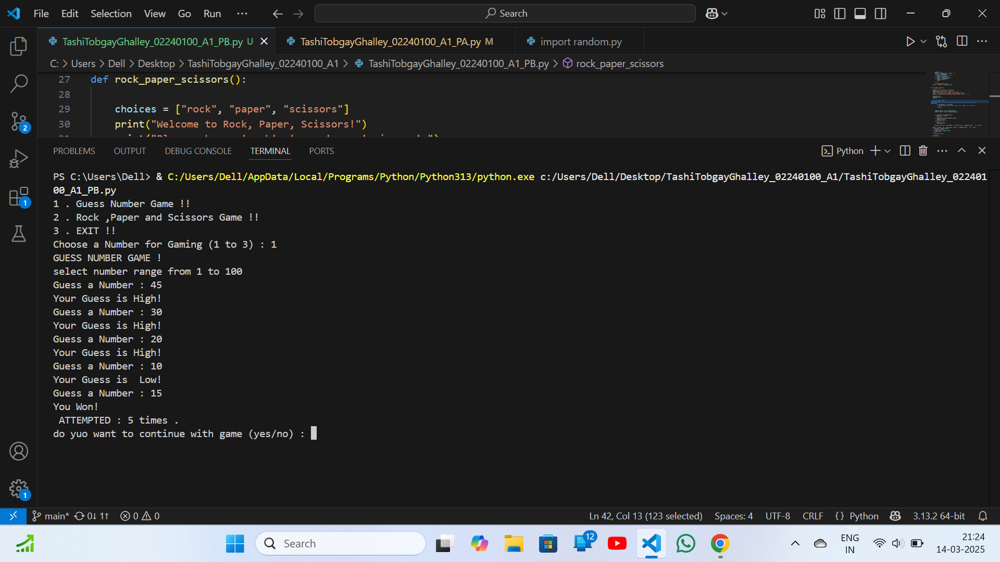 File Edit Selection View Go Run ··· Search
TashiTobgayGhalley_02240100_A1_PB.py U TashiTobgayGhalley_02240100_A1_PA.py M import random.py
C: > Users > Dell > Desktop > TashiTobgayGhalley_02240100_A1 > TashiTobgayGhalley_02240100_A1_PB.py > rock_paper_scissors
27 def rock_paper_scissors():
28
29 choices = ["rock", "paper", "scissors"]
30 print("Welcome to Rock, Paper, Scissors!")
PROBLEMS OUTPUT DEBUG CONSOLE TERMINAL PORTS Python
PS C:\Users\Dell> & C:/Users/Dell/AppData/Local/Programs/Python/Python313/python.exe c:/Users/Dell/Desktop/TashiTobgayGhalley_02240100_A1/TashiTobgayGhalley_022401
00_A1_PB.py
1 . Guess Number Game !!
2 . Rock ,Paper and Scissors Game !!
3 . EXIT !!
Choose a Number for Gaming (1 to 3) : 1
GUESS NUMBER GAME !
select number range from 1 to 100
Guess a Number : 45
Your Guess is High!
Guess a Number : 30
Your Guess is High!
Guess a Number : 20
Your Guess is High!
Guess a Number : 10
Your Guess is  Low!
Guess a Number : 15
You Won!
 ATTEMPTED : 5 times .
do yuo want to continue with game (yes/no) :
2
1
1
main* 0↓ 1↑ 0 0 Ln 42, Col 13 (123 selected) Spaces: 4 UTF-8 CRLF {} Python 3.13.2 64-bit
Search 12 ENG
IN
21:24
14-03-2025